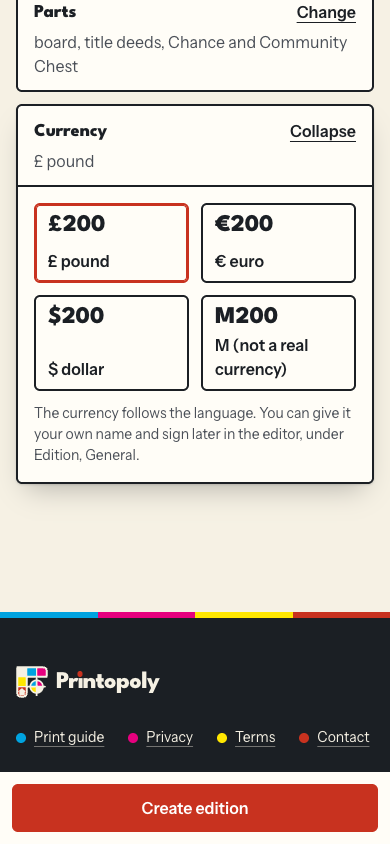 Parts
Change
board, title deeds, Chance and Community
Chest
Currency
Collapse
£ pound
£200
£ pound
€200
€ euro
$200
$ dollar
M200
M (not a real
currency)
The currency follows the language. You can give it
your own name and sign later in the editor, under
Edition, General.
Printopoly
Print guide
Privacy
Terms
Contact
Create edition